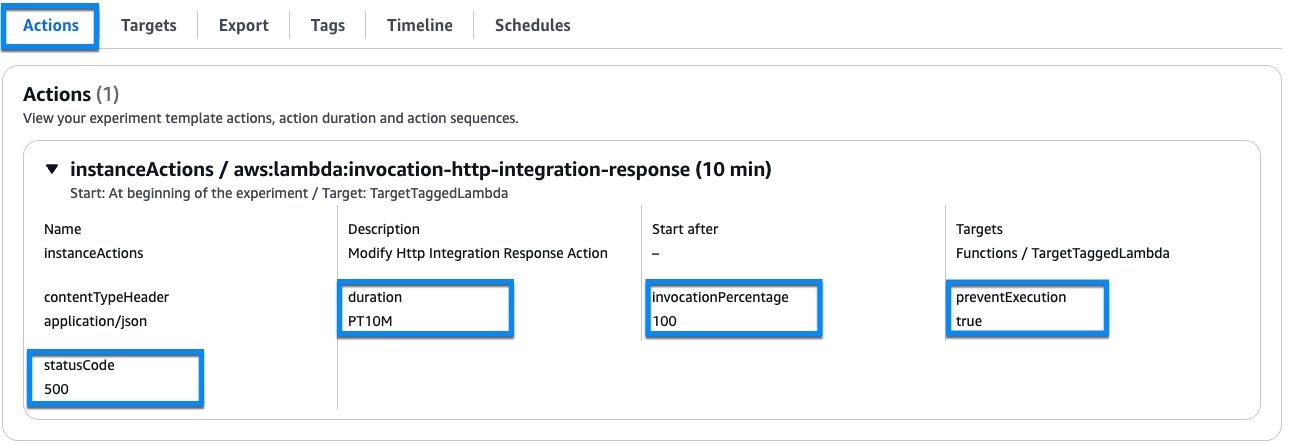 Actions Targets Export Tags Timeline Schedules
Actions (1)
View your experiment template actions, action duration and action sequences.
instanceActions / aws:lambda:invocation-http-integration-response (10 min)
Start: At beginning of the experiment / Target: TargetTaggedLambda
Name Description Start after Targets
instanceActions Modify Http Integration Response Action – Functions / TargetTaggedLambda
contentTypeHeader duration invocationPercentage preventExecution
application/json PT10M 100 true
statusCode
500